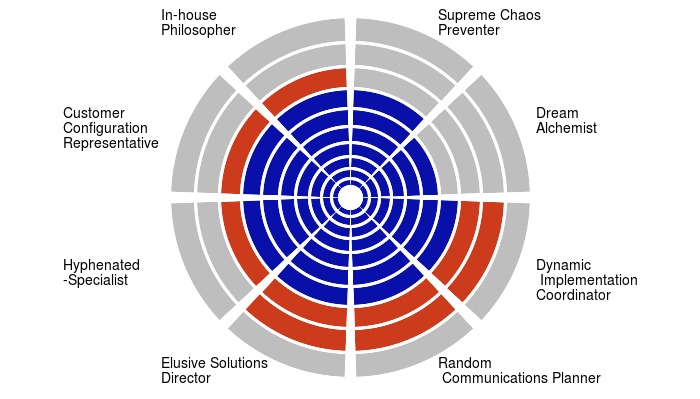 In-house
Philosopher
Supreme Chaos
Preventer
Customer
Configuration
Representative
Dream
Alchemist
Hyphenated
-Specialist
Dynamic
Implementation
Coordinator
Elusive Solutions
Director
Random
Communications Planner